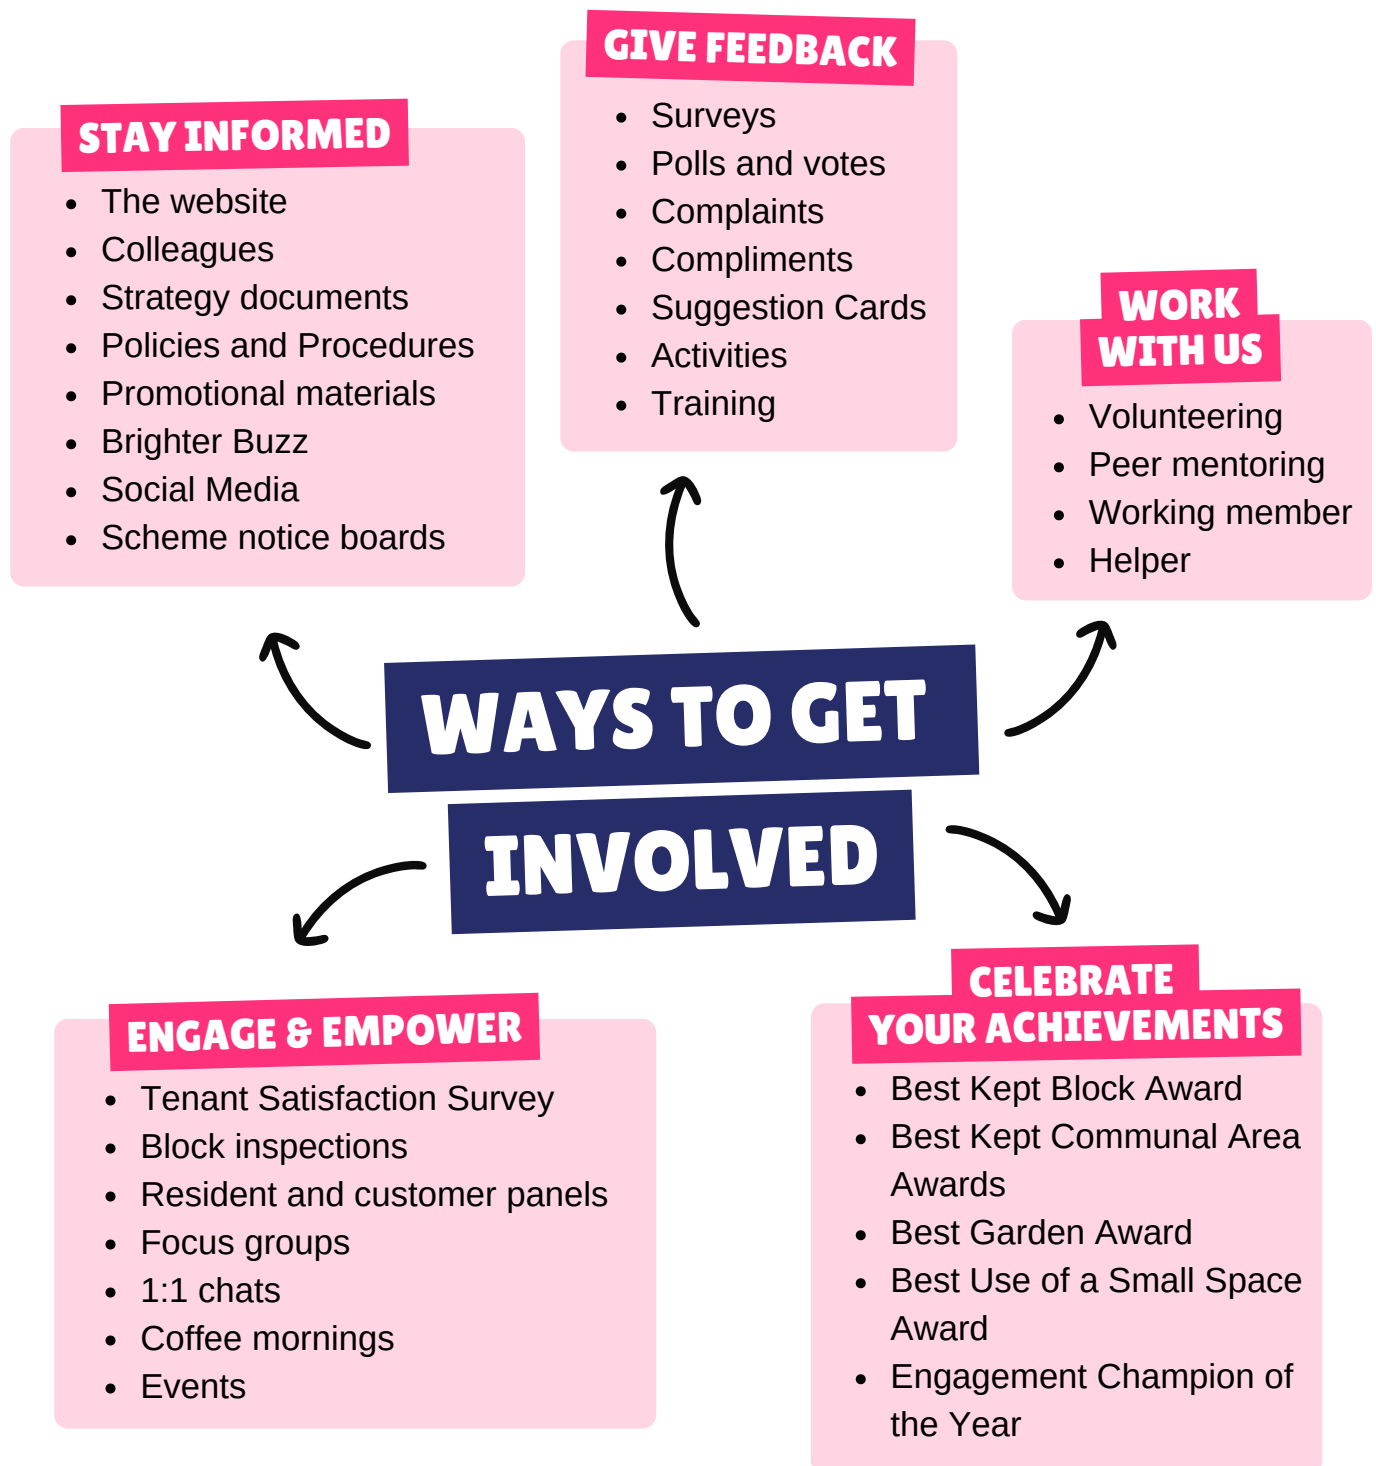 GIVE FEEDBACK
• Surveys
• Polls and votes
• Complaints
• Compliments
• Suggestion Cards
• Activities
• Training
STAY INFORMED
• The website
• Colleagues
• Strategy documents
• Policies and Procedures
• Promotional materials
• Brighter Buzz
• Social Media
• Scheme notice boards
WORK
WITH US
• Volunteering
• Peer mentoring
• Working member
• Helper
WAYS TO GET
INVOLVED
ENGAGE & EMPOWER
• Tenant Satisfaction Survey
• Block inspections
• Resident and customer panels
• Focus groups
• 1:1 chats
• Coffee mornings
• Events
CELEBRATE
YOUR ACHIEVEMENTS
• Best Kept Block Award
• Best Kept Communal Area
Awards
• Best Garden Award
• Best Use of a Small Space
Award
• Engagement Champion of
the Year